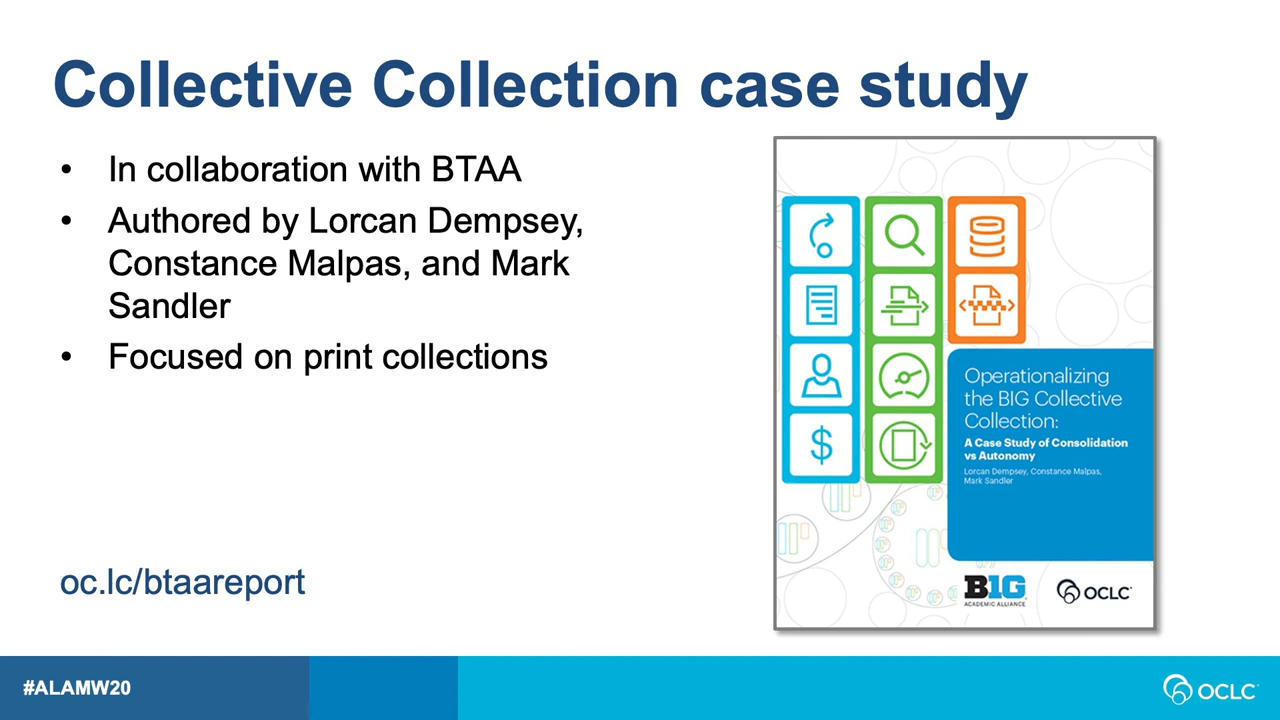 Collective Collection case study
• In collaboration with BTAA
• Authored by Lorcan Dempsey,
Constance Malpas, and Mark
Sandler
• Focused on print collections
oc.lc/btaareport
$
Operationalizing
the BIG Collective
Collection:
A Case Study of Consolidation
vs Autonomy
Lorcan Dempsey, Constance Malpas,
Mark Sandler
B1G
ACADEMIC ALLIANCE
OCLC
#ALAMW20
OCLC